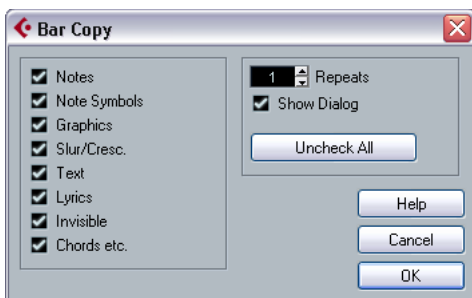 Bar Copy
Notes
Note Symbols
Graphics
Slur/Cresc.
Text
Lyrics
Invisible
Chords etc.
1 Repeats
Show Dialog
Uncheck All
Help
Cancel
OK